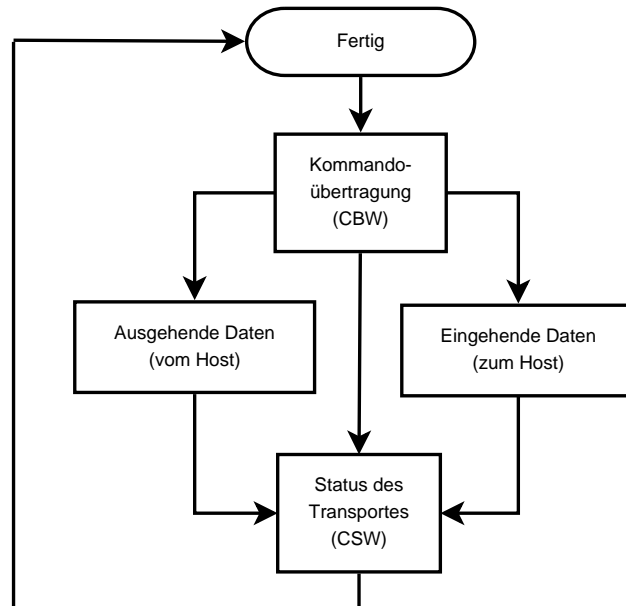 Fertig
Kommando-
übertragung
(CBW)
Ausgehende Daten
(vom Host)
Eingehende Daten
(zum Host)
Status des
Transportes
(CSW)